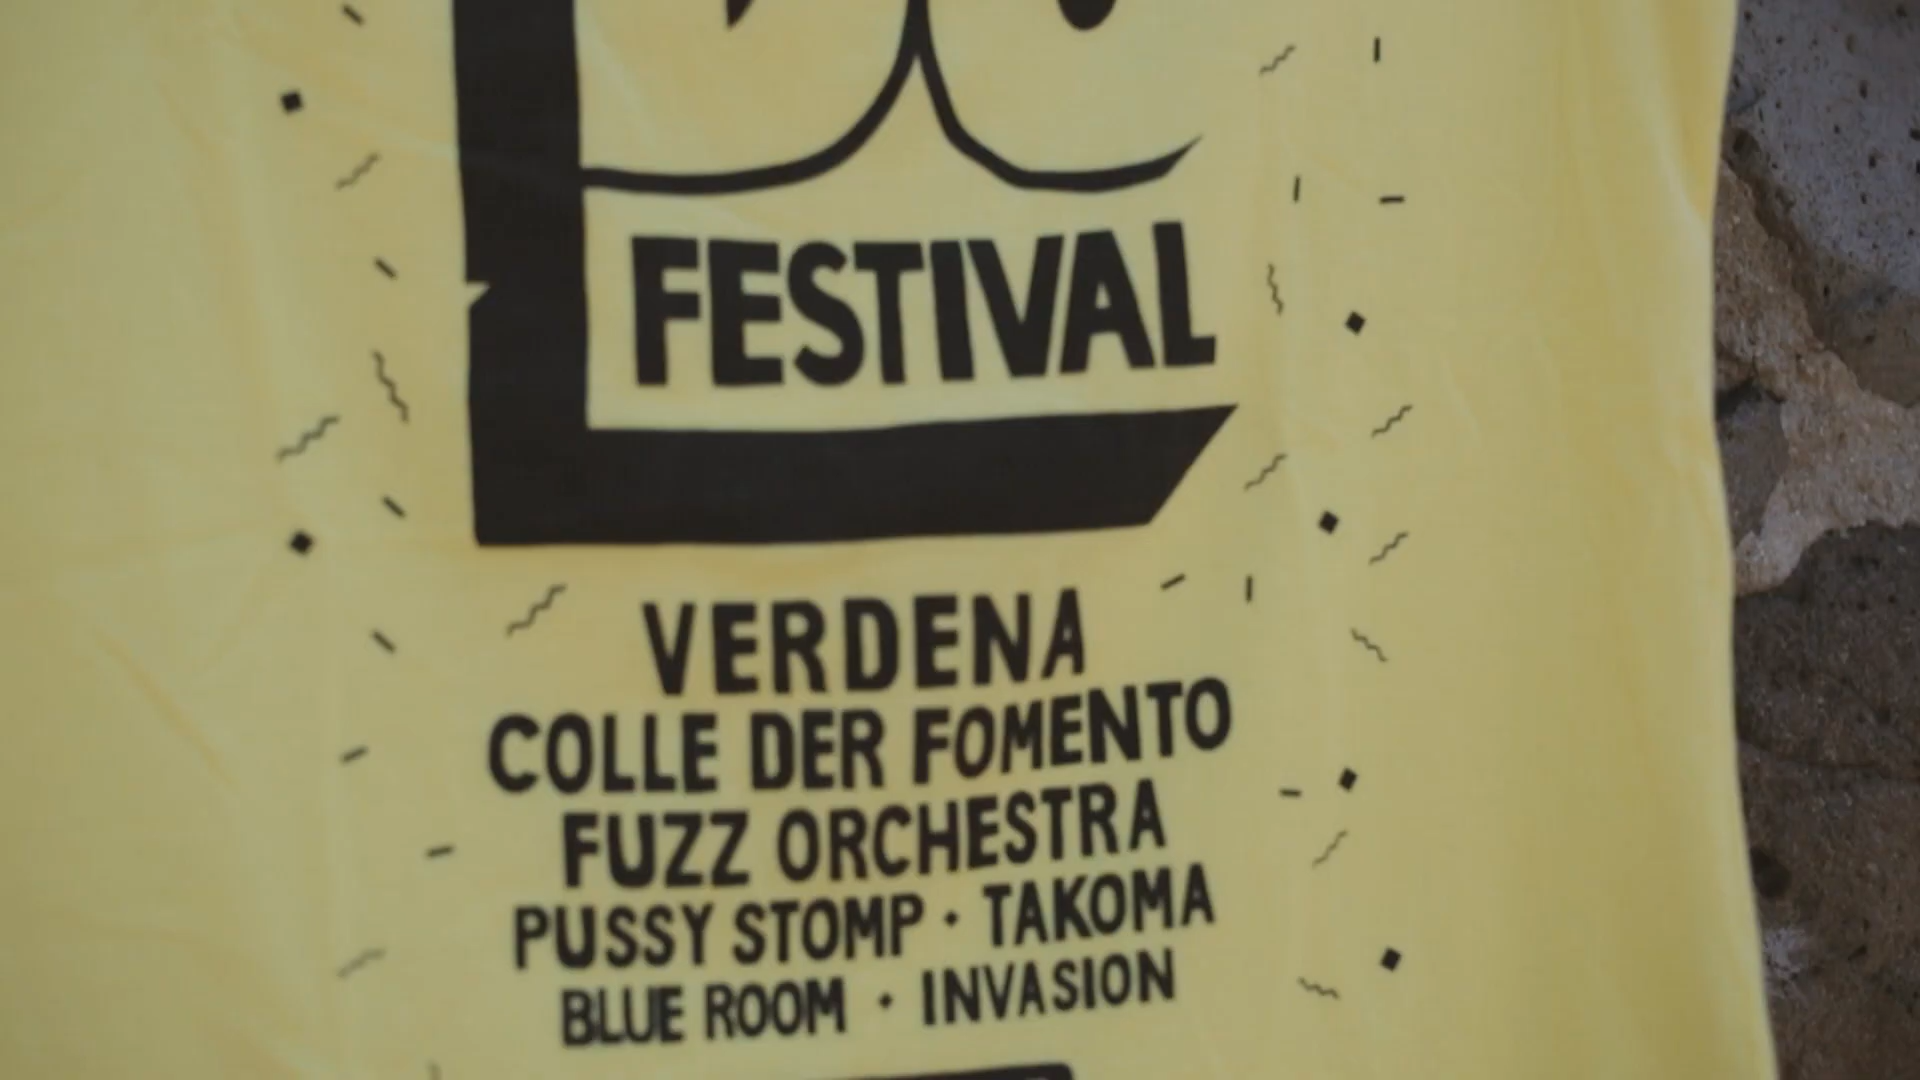 FESTIVAL
VERDENA
COLLE DER FOMENTO
FUZZ ORCHESTRA
PUSSY STOMP · TAKOMA
BLUE ROOM · INVASION